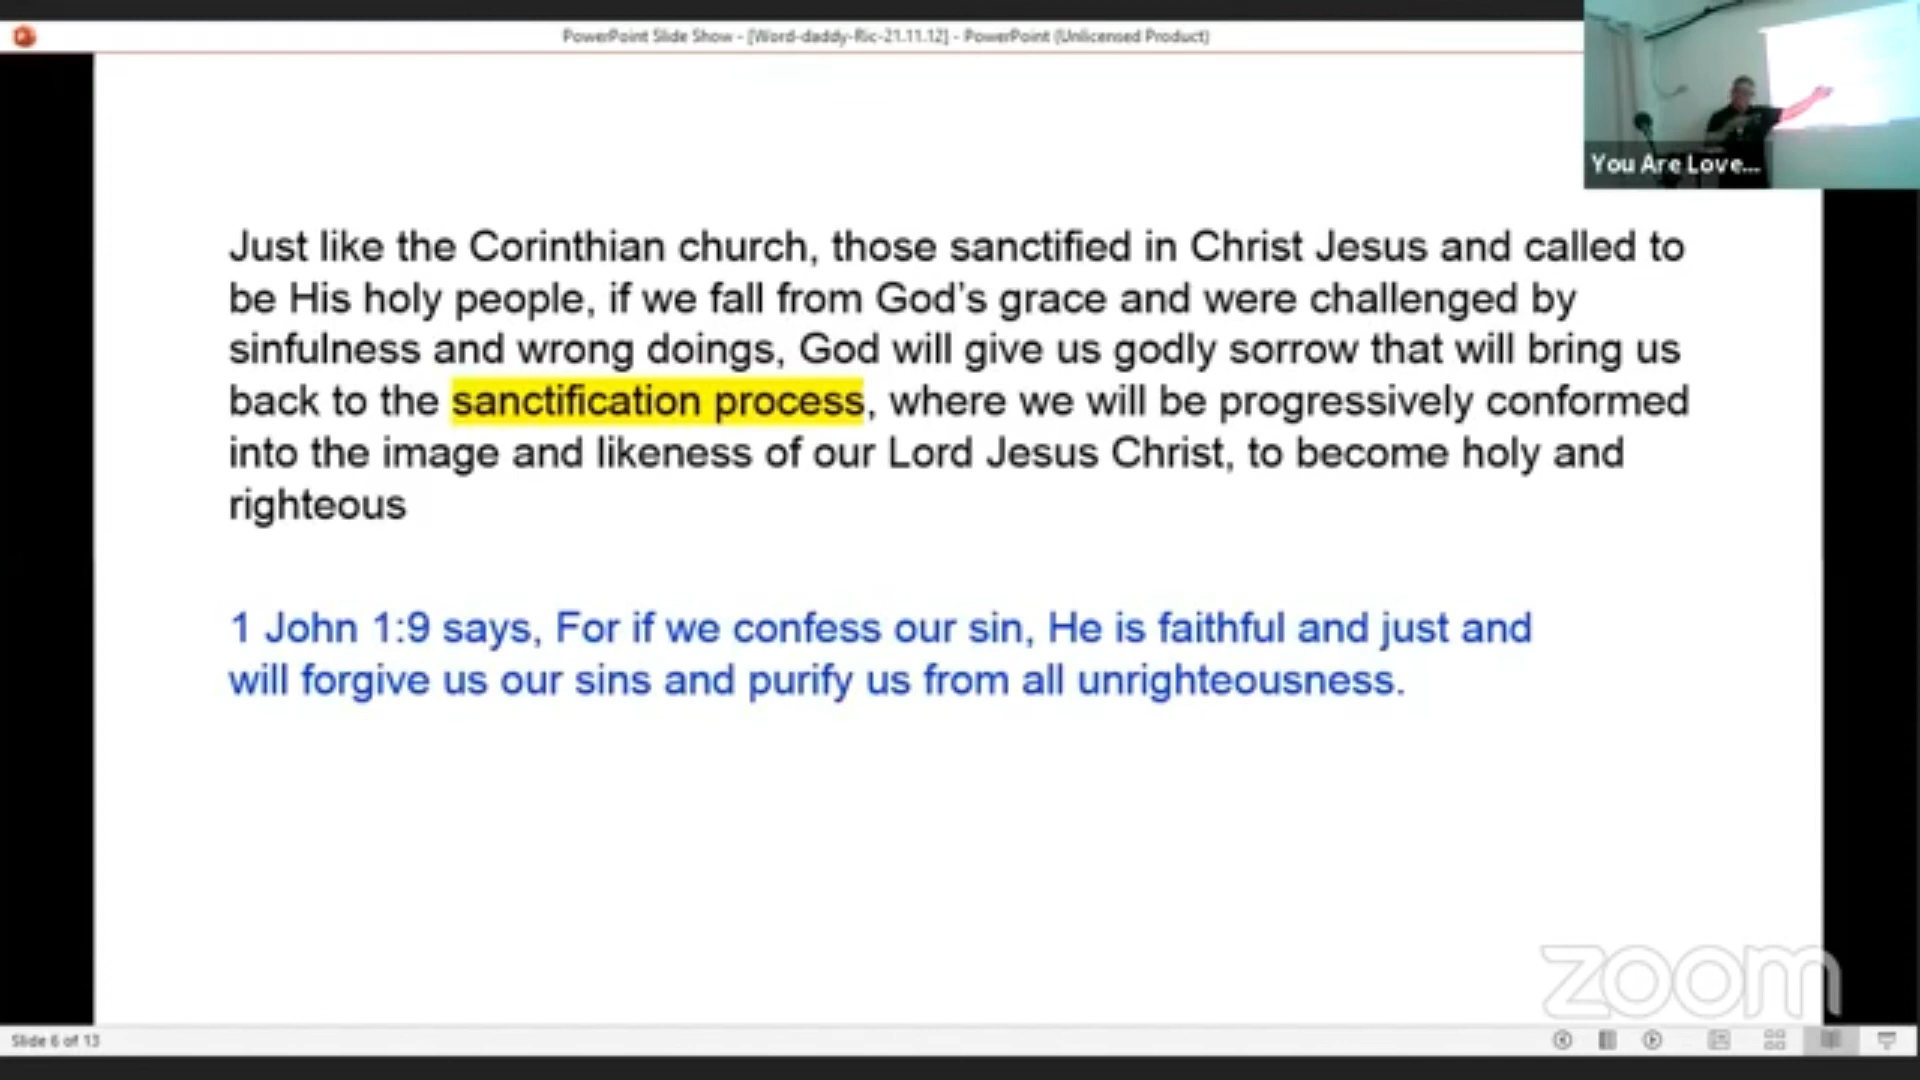 PowerPoint Slide Show - [Word-daddy-Ric-21.11.12] - PowerPoint (Unlicensed Product)
You Are Love...
Just like the Corinthian church, those sanctified in Christ Jesus and called to
be His holy people, if we fall from God's grace and were challenged by
sinfulness and wrong doings, God will give us godly sorrow that will bring us
back to the sanctification process, where we will be progressively conformed
into the image and likeness of our Lord Jesus Christ, to become holy and
righteous
1 John 1:9 says, For if we confess our sin, He is faithful and just and
will forgive us our sins and purify us from all unrighteousness.
zoom
Slide 6 of 13